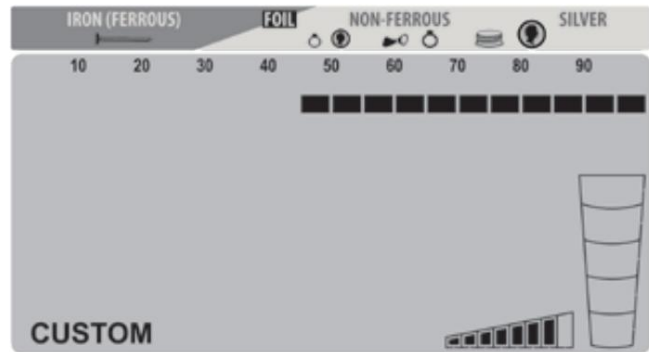 IRON (FERROUS) FOIL NON-FERROUS SILVER
10 20 30 40 50 60 70 80 90
CUSTOM